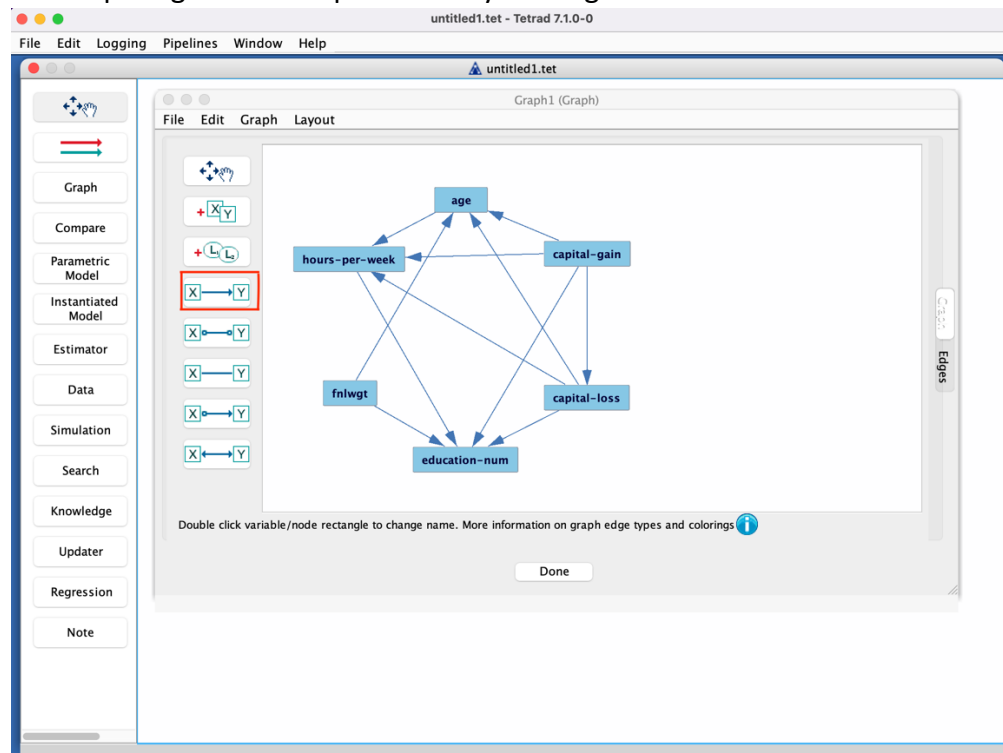 untitled1.tet - Tetrad 7.1.0-0
File Edit Logging Pipelines Window Help
untitled1.tet
Graph1 (Graph)
File Edit Graph Layout
Graph
Compare
Parametric
Model
Instantiated
Model
Estimator
Data
Simulation
Search
Knowledge
Updater
Regression
Note
+ X Y
+ L1 L2
X Y
X Y
X Y
X Y
X Y
age
hours-per-week
capital-gain
fnlwgt
capital-loss
education-num
Graph
Edges
Double click variable/node rectangle to change name. More information on graph edge types and colorings
Done